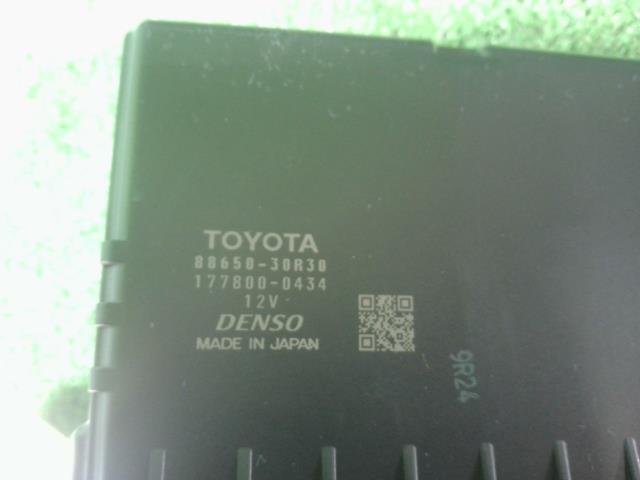 TOYOTA
88650-30R30
177800-0434
12V
DENSO
MADE IN JAPAN
9R24